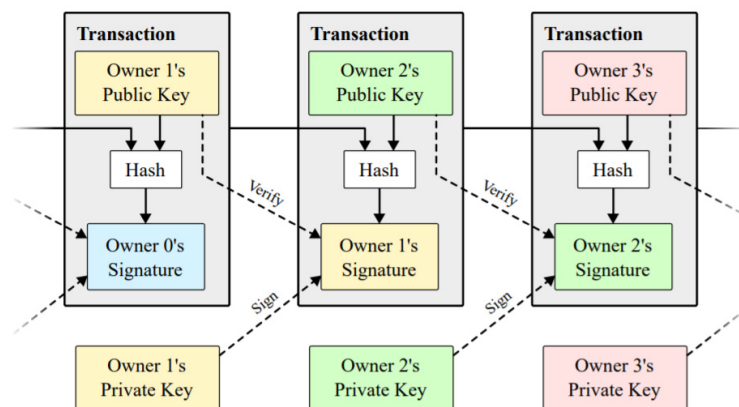 Transaction
Transaction
Transaction
Owner 1's
Public Key
Owner 2's
Public Key
Owner 3's
Public Key
Hash
Hash
Hash
Verify
Verify
Owner 0's
Signature
Owner 1's
Signature
Owner 2's
Signature
Sign
Sign
Owner 1's
Private Key
Owner 2's
Private Key
Owner 3's
Private Key